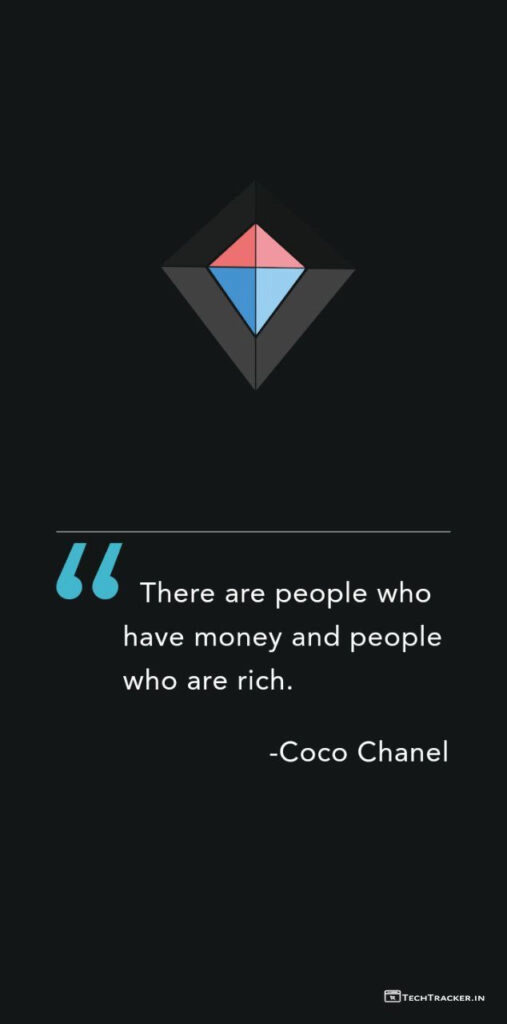 “ There are people who
have money and people
who are rich.
-Coco Chanel
TechTracker.in